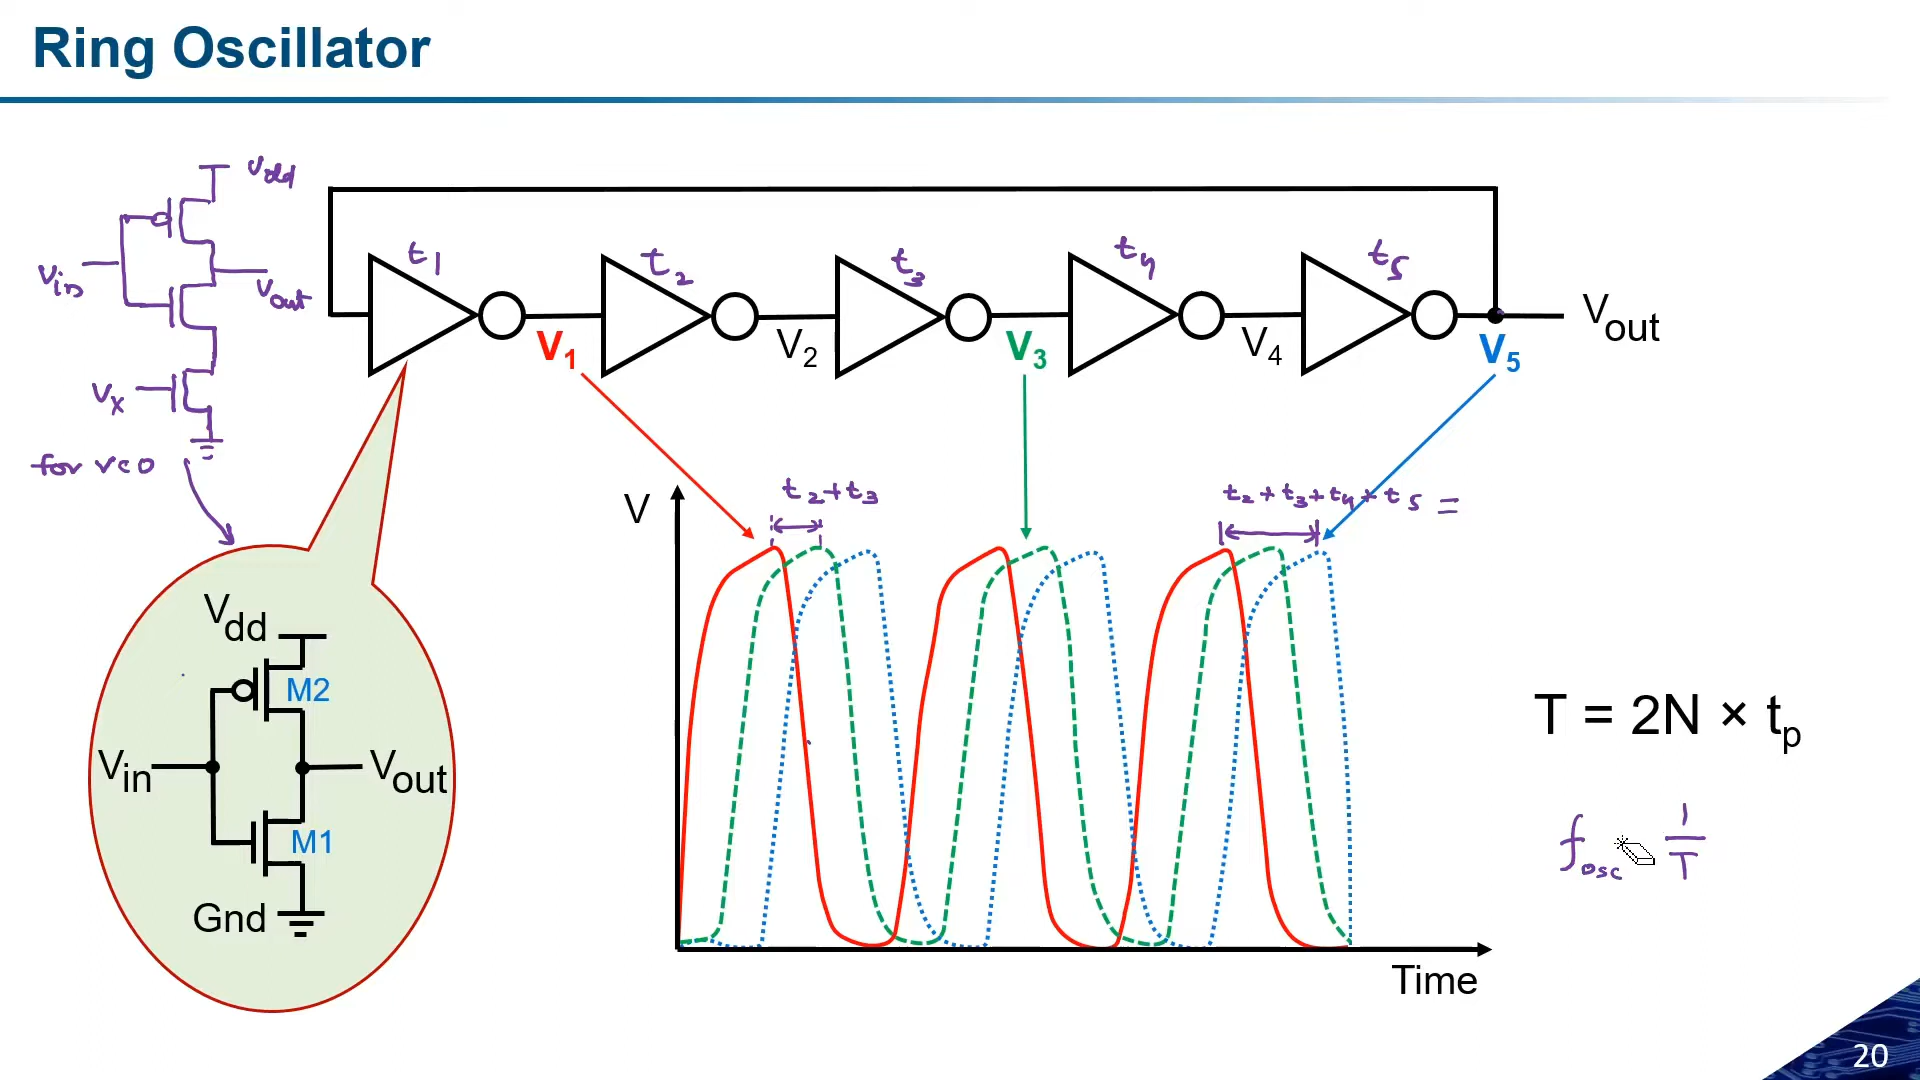 Ring Oscillator
Vdd
Vin
Vout
Vx
for vco
t1
t2
t3
t4
t5
V1
V2
V3
V4
V5
Vout
t2+t3
t2+t3+t4+t5 =
V
Time
Vdd
M2
Vin
Vout
M1
Gnd
T = 2N × tp
fosc
1
T
20